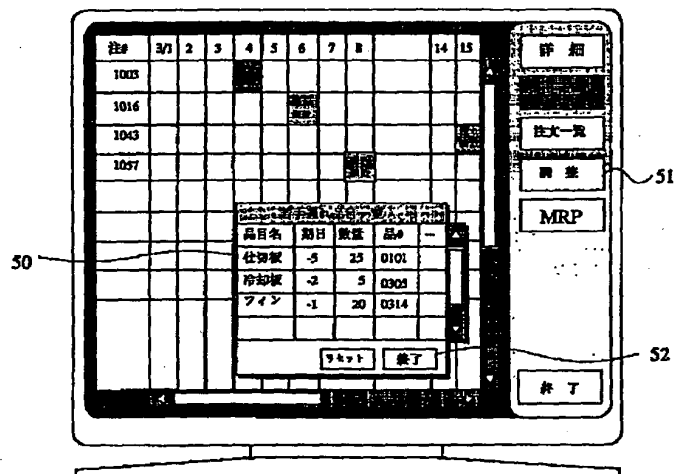 注# 3/1 2 3 4 5 6 7 8 14 15
1003
1016
1043
1057
詳 細
注文一覧
調 整
MRP
終 了
品目名 期日 数量 品# ...
仕切板 -5 25 0101
冷却板 -2 5 0305
フィン -1 20 0314
リセット 終了
50
51
52